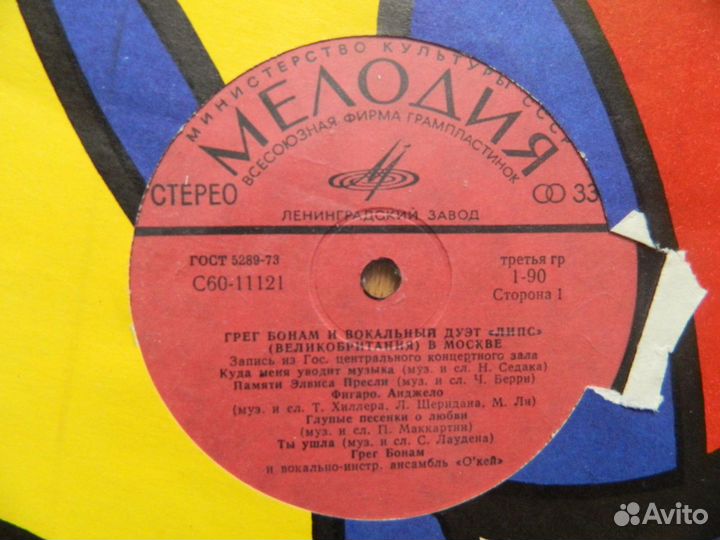 МИНИСТЕРСТВО КУЛЬТУРЫ СССР
МЕЛОДИЯ
ВСЕСОЮЗНАЯ ФИРМА ГРАМПЛАСТИНОК
СТЕРЕО
33
ЛЕНИНГРАДСКИЙ ЗАВОД
ГОСТ 5289-73
третья гр
С60-11121
1-90
Сторона 1
ГРЕГ БОНАМ И ВОКАЛЬНЫЙ ДУЭТ «ЛИПС»
(ВЕЛИКОБРИТАНИЯ) В МОСКВЕ
Запись из Гос. центрального концертного зала
Куда меня уводит музыка (муз. и сл. Н. Седака)
Памяти Элвиса Пресли (муз. и сл. Ч. Берри)
Фигаро. Анджело
(муз. и сл. Т. Хиллера, Л. Шеридана, М. Ли)
Глупые песенки о любви
(муз. и сл. П. Маккартни)
Ты ушла (муз. и сл. С. Лаудена)
Грег Бонам
и вокально-инстр. ансамбль «О'кей»
Avito